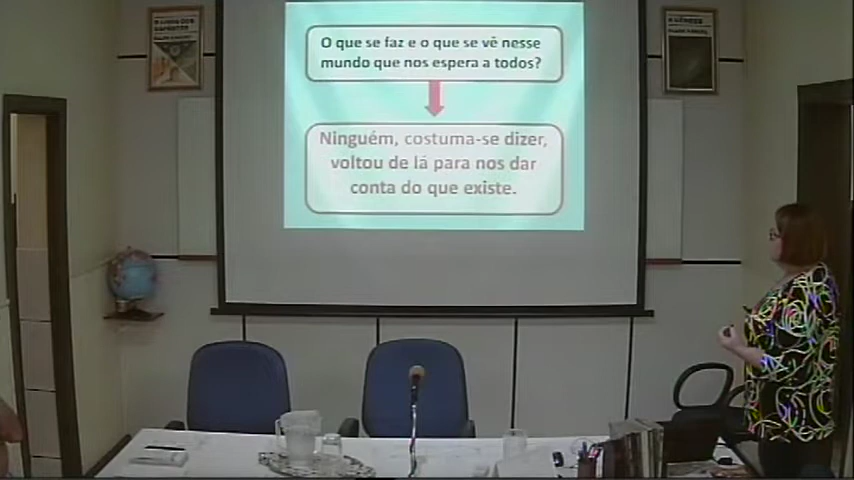 O que se faz e o que se vê nesse
mundo que nos espera a todos?
Ninguém, costuma-se dizer,
voltou de lá para nos dar
conta do que existe.